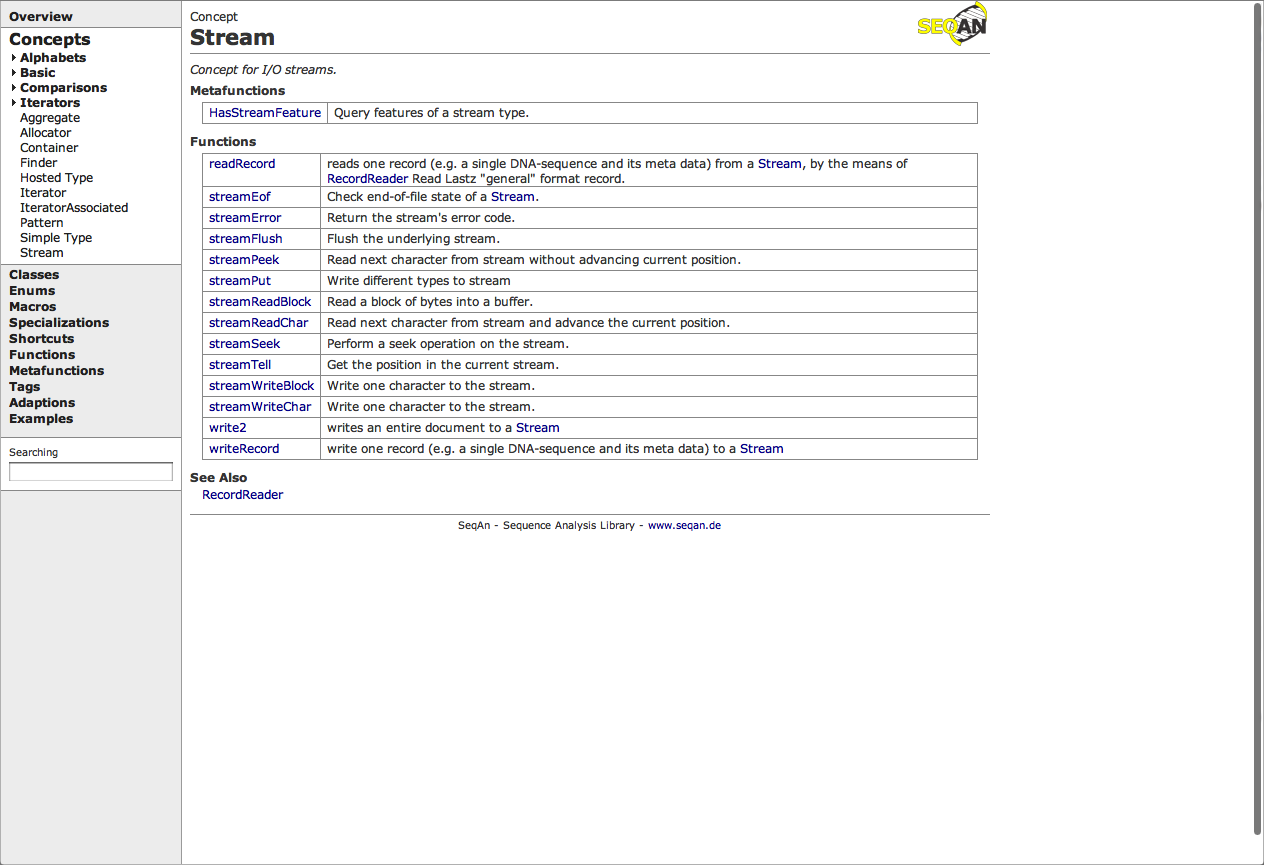 Overview
Concepts
Alphabets
Basic
Comparisons
Iterators
Aggregate
Allocator
Container
Finder
Hosted Type
Iterator
IteratorAssociated
Pattern
Simple Type
Stream
Classes
Enums
Macros
Specializations
Shortcuts
Functions
Metafunctions
Tags
Adaptions
Examples
Searching
Concept
Stream
SEQAN
Concept for I/O streams.
Metafunctions
HasStreamFeature Query features of a stream type.
Functions
readRecord reads one record (e.g. a single DNA-sequence and its meta data) from a Stream, by the means of
RecordReader Read Lastz "general" format record.
streamEof Check end-of-file state of a Stream.
streamError Return the stream's error code.
streamFlush Flush the underlying stream.
streamPeek Read next character from stream without advancing current position.
streamPut Write different types to stream
streamReadBlock Read a block of bytes into a buffer.
streamReadChar Read next character from stream and advance the current position.
streamSeek Perform a seek operation on the stream.
streamTell Get the position in the current stream.
streamWriteBlock Write one character to the stream.
streamWriteChar Write one character to the stream.
write2 writes an entire document to a Stream
writeRecord write one record (e.g. a single DNA-sequence and its meta data) to a Stream
See Also
RecordReader
SeqAn - Sequence Analysis Library - www.seqan.de